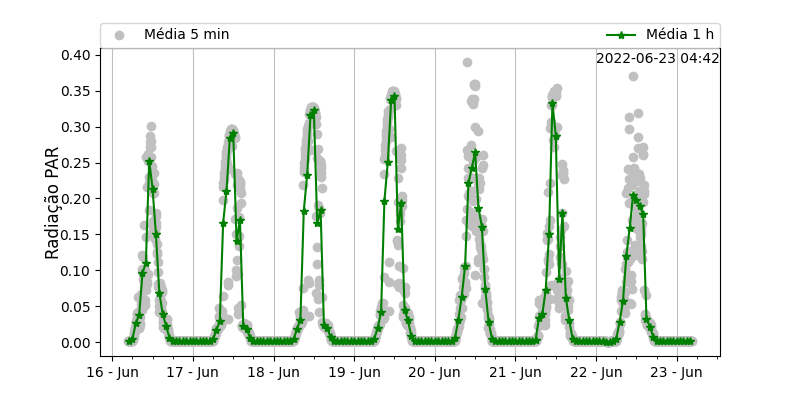 Média 5 min
Média 1 h
2022-06-23 04:42
Radiação PAR
0.40
0.35
0.30
0.25
0.20
0.15
0.10
0.05
0.00
16 - Jun
17 - Jun
18 - Jun
19 - Jun
20 - Jun
21 - Jun
22 - Jun
23 - Jun